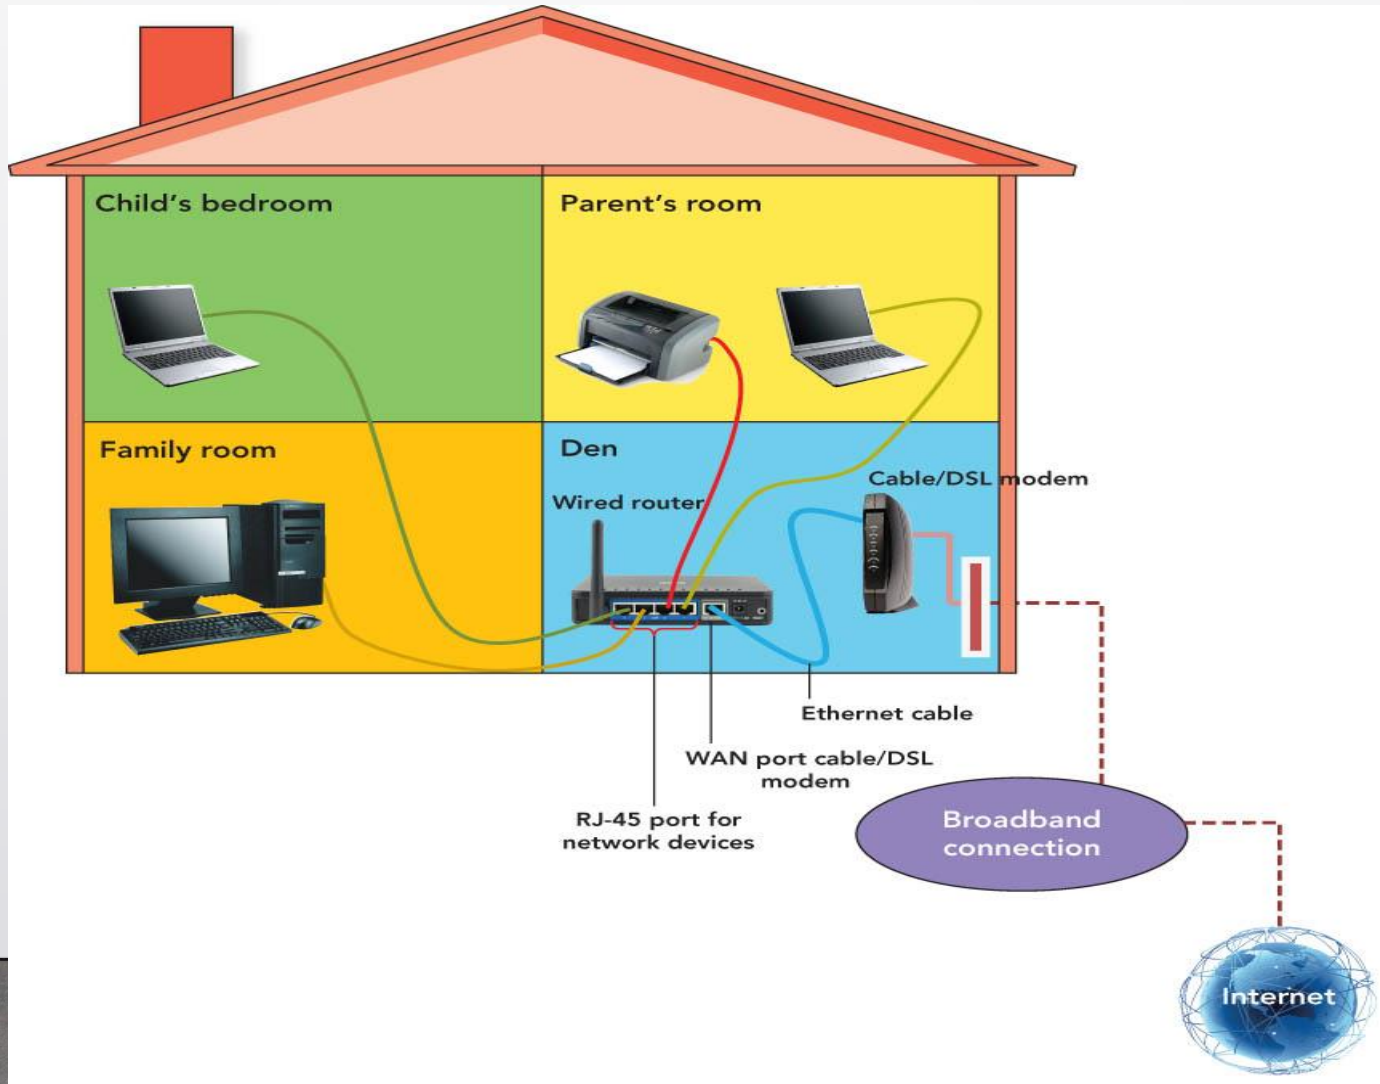 Child's bedroom
Parent's room
Family room
Den
Cable/DSL modem
Wired router
Ethernet cable
WAN port cable/DSL
modem
RJ-45 port for
network devices
Broadband
connection
Internet